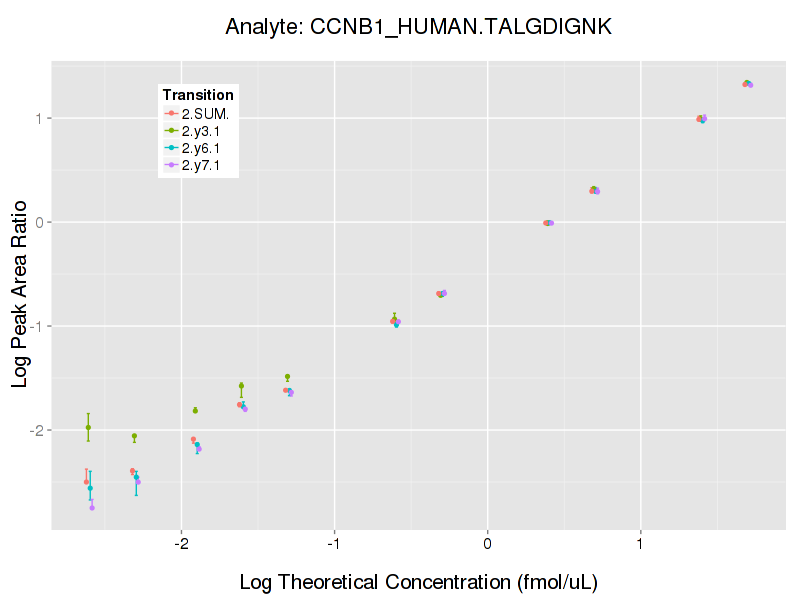 Analyte: CCNB1_HUMAN.TALGDIGNK
Transition
2.SUM.
2.y3.1
2.y6.1
2.y7.1
Log Peak Area Ratio
1
0
-1
-2
-2
-1
0
1
Log Theoretical Concentration (fmol/uL)